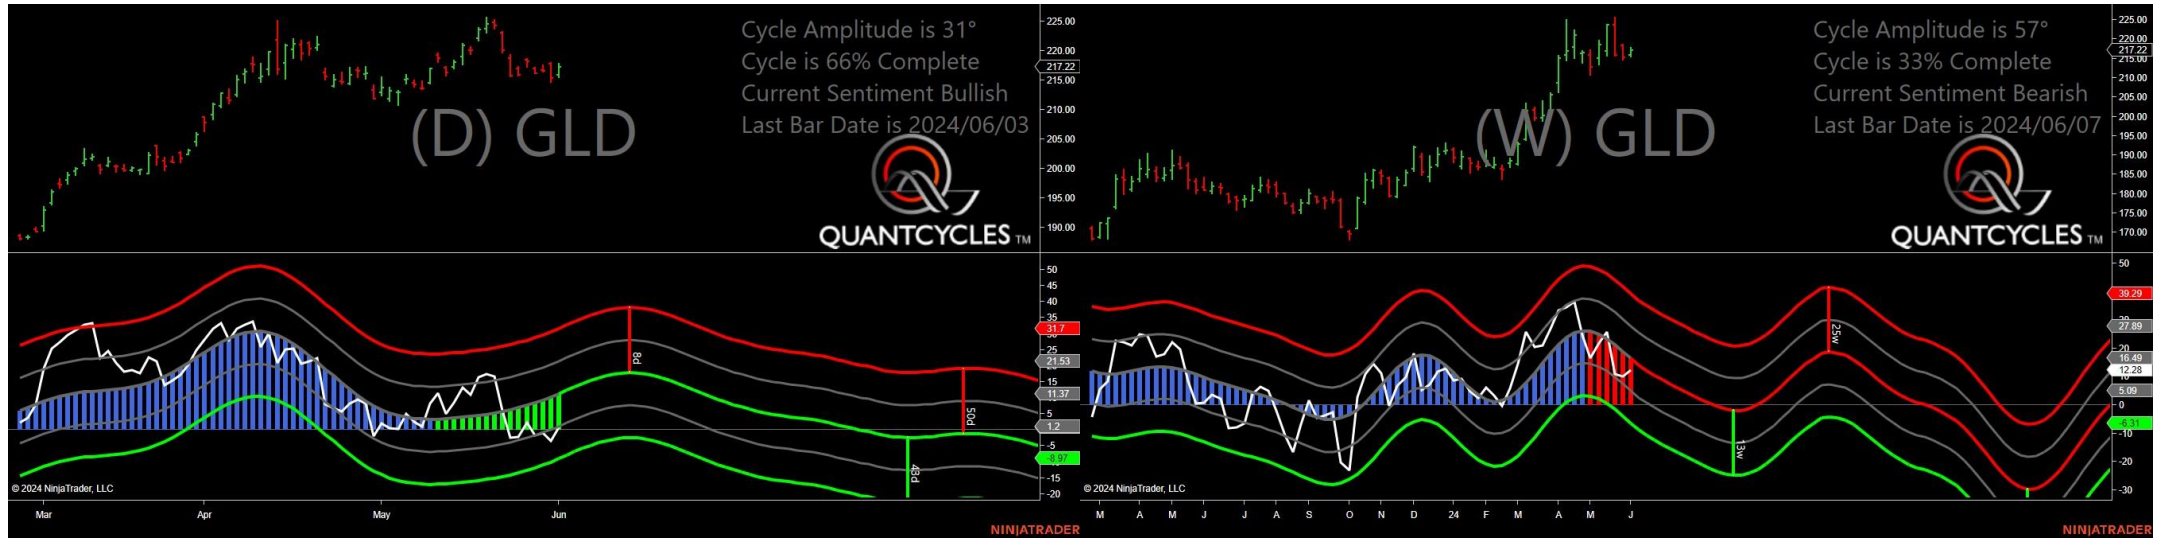 Cycle Amplitude is 31°
Cycle is 66% Complete
Current Sentiment Bullish
Last Bar Date is 2024/06/03
(D) GLD
QUANTCYCLES TM
225.00
220.00
217.22
215.00
210.00
205.00
200.00
195.00
190.00
50
45
40
35
31.7
25
21.53
15
11.37
5
1.2
-5
-8.97
-15
-20
8d
50d
43d
© 2024 NinjaTrader, LLC
Mar Apr May Jun
NINJATRADER
Cycle Amplitude is 57°
Cycle is 33% Complete
Current Sentiment Bearish
Last Bar Date is 2024/06/07
(W) GLD
QUANTCYCLES TM
225.00
220.00
217.22
215.00
210.00
205.00
200.00
195.00
190.00
185.00
180.00
175.00
170.00
50
39.29
27.89
20
16.49
12.28
5.09
0
-6.31
-10
-20
-30
25w
13w
© 2024 NinjaTrader, LLC
M A M J J A S O N D 24 F M A M J
NINJATRADER